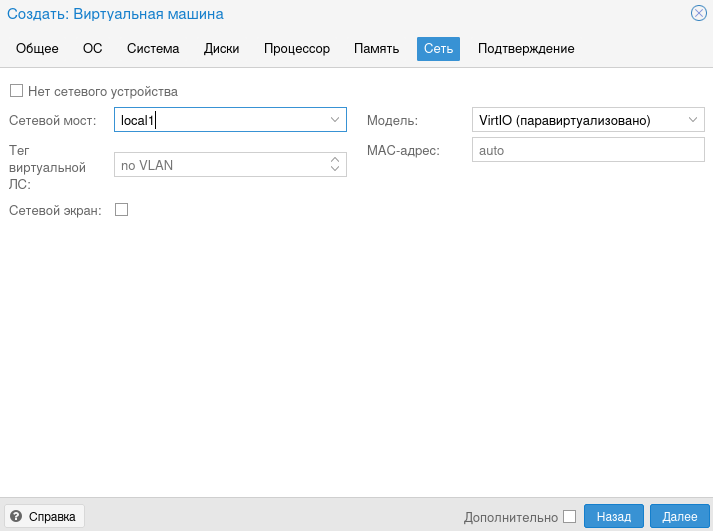 Создать: Виртуальная машина
Общее ОС Система Диски Процессор Память Сеть Подтверждение
Нет сетевого устройства
Сетевой мост: local1 Модель: VirtIO (паравиртуализовано)
Тег виртуальной ЛС: no VLAN MAC-адрес: auto
Сетевой экран:
? Справка Дополнительно Назад Далее